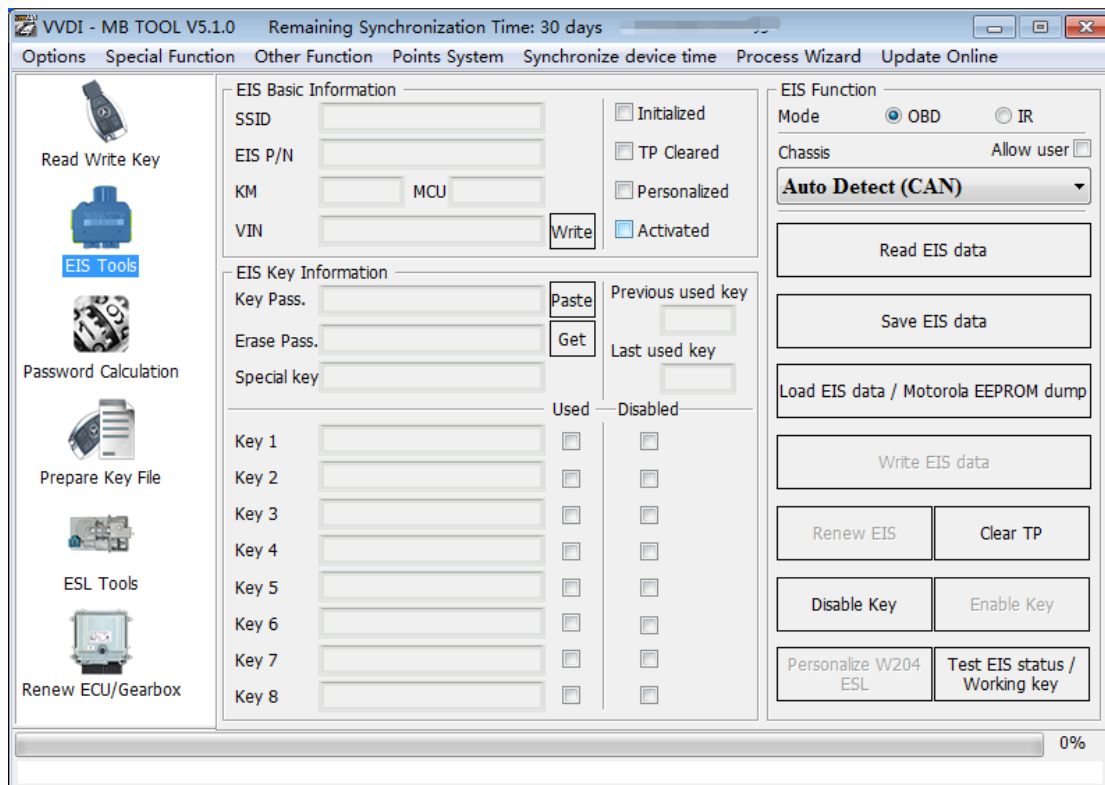 VVDI - MB TOOL V5.1.0 Remaining Synchronization Time: 30 days
Options Special Function Other Function Points System Synchronize device time Process Wizard Update Online
Read Write Key
EIS Tools
Password Calculation
Prepare Key File
ESL Tools
Renew ECU/Gearbox
EIS Basic Information
SSID
EIS P/N
KM MCU
VIN Write
Initialized
TP Cleared
Personalized
Activated
EIS Key Information
Key Pass. Paste
Erase Pass. Get
Special key
Previous used key
Last used key
Used Disabled
Key 1
Key 2
Key 3
Key 4
Key 5
Key 6
Key 7
Key 8
EIS Function
Mode OBD IR
Chassis Allow user
Auto Detect (CAN)
Read EIS data
Save EIS data
Load EIS data / Motorola EEPROM dump
Write EIS data
Renew EIS Clear TP
Disable Key Enable Key
Personalize W204
ESL
Test EIS status /
Working key
0%